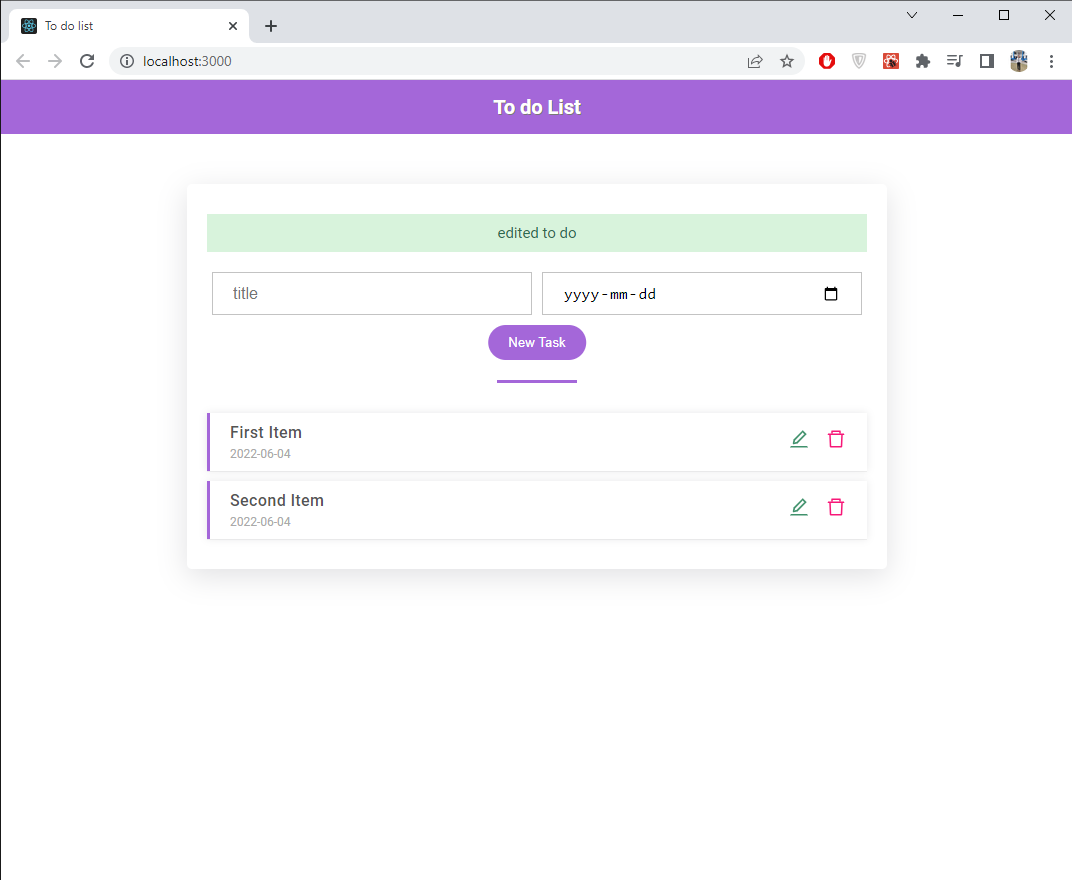 To do list
localhost:3000
To do List
edited to do
title
yyyy-mm-dd
New Task
First Item
2022-06-04
Second Item
2022-06-04